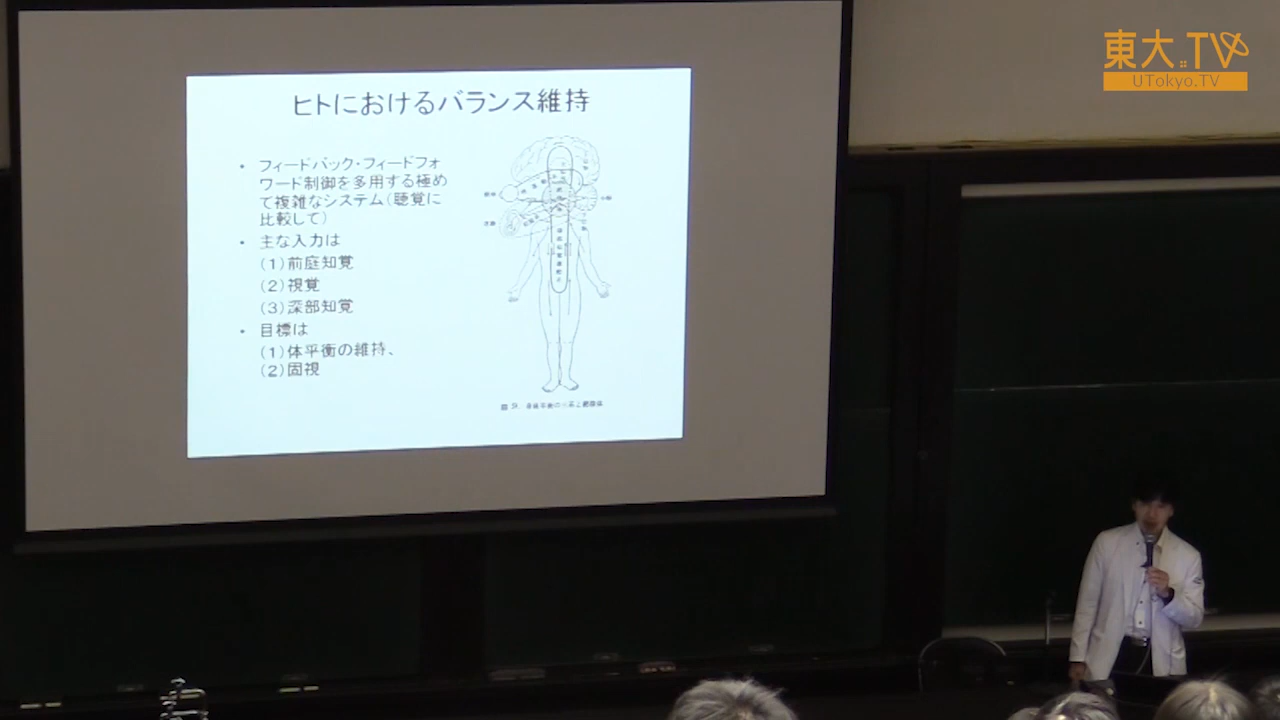 東大.TV
UTokyo.TV
ヒトにおけるバランス維持
• フィードバック・フィードフォ
ワード制御を多用する極め
て複雑なシステム(聴覚に
比較して)
• 主な入力は
(1)前庭知覚
(2)視覚
(3)深部知覚
• 目標は
(1)体平衡の維持、
(2)固視